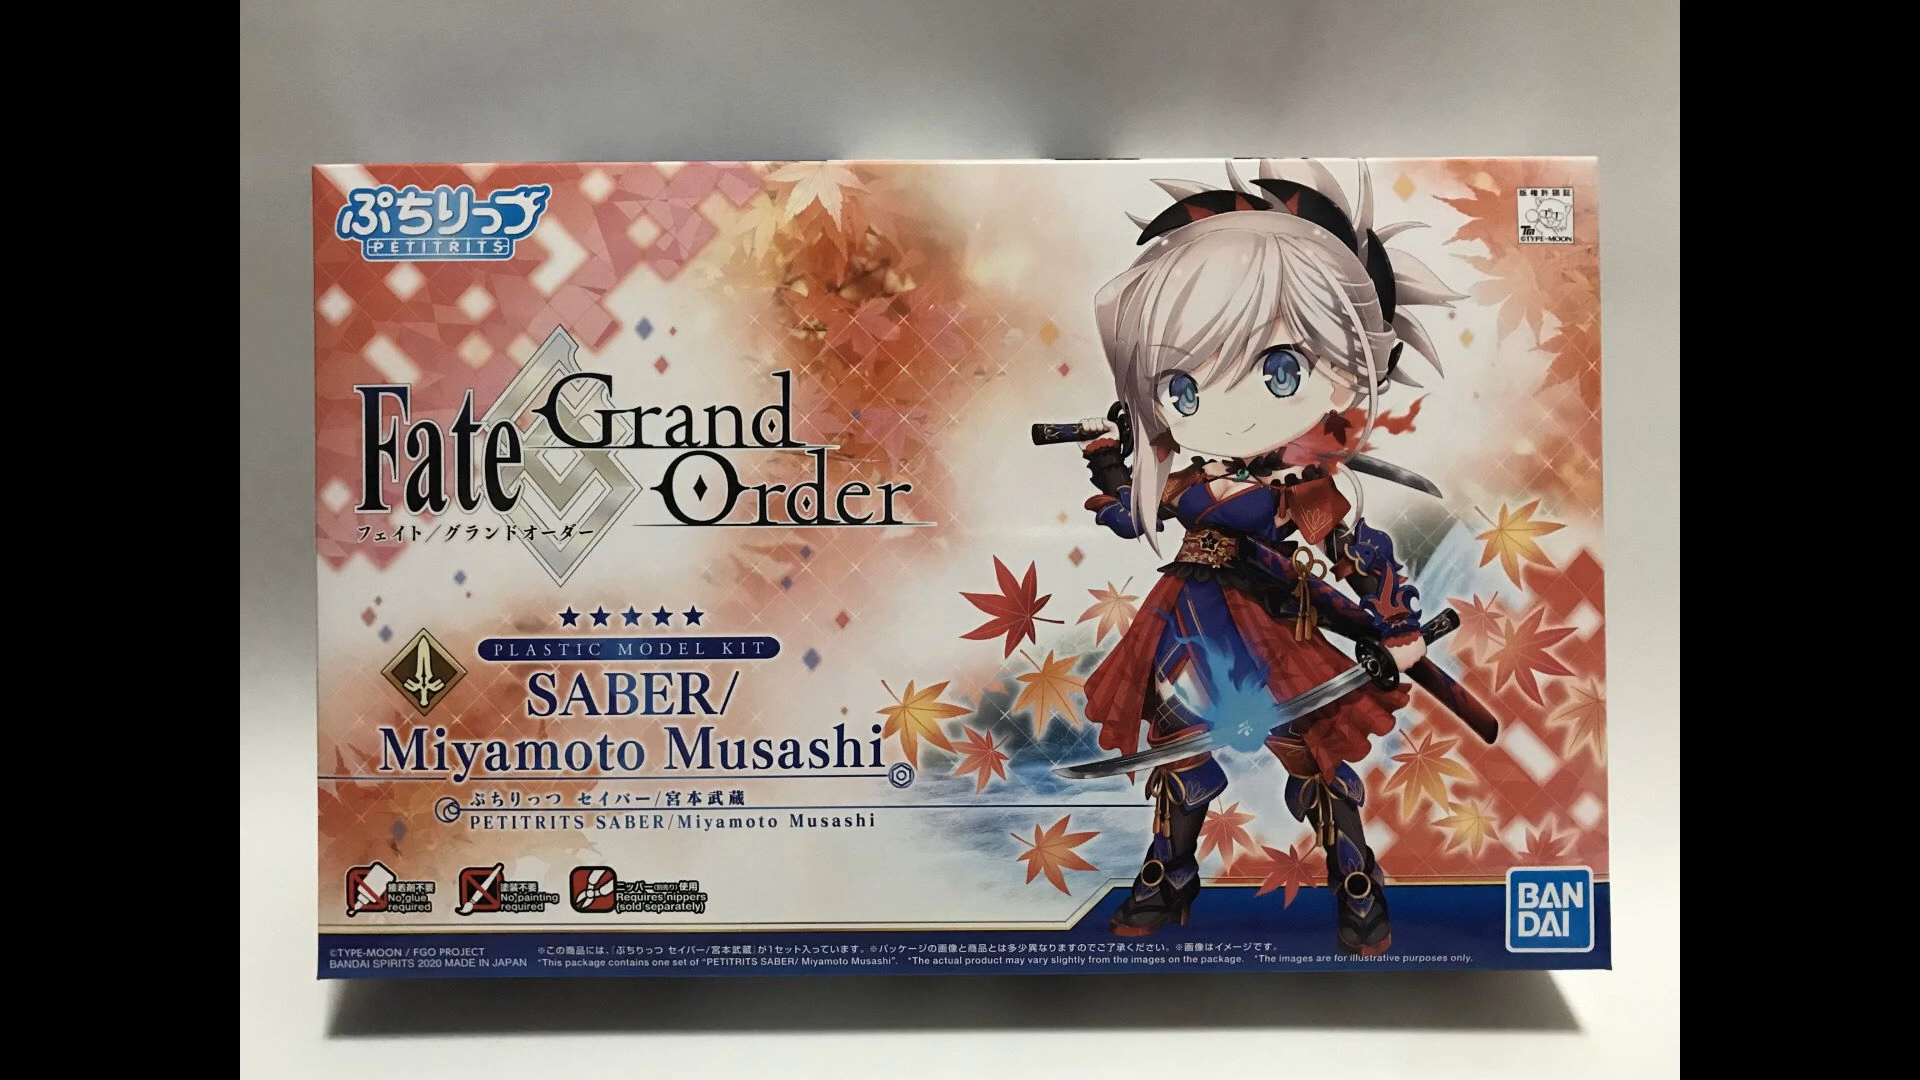 ぷちりっつ
PETITRITS
版権許諾証
TM
©TYPE-MOON
Fate
Grand
Order
フェイト/グランドオーダー
★★★★★
PLASTIC MODEL KIT
SABER/
Miyamoto Musashi
ぷちりっつ セイバー/宮本武蔵
PETITRITS SABER/Miyamoto Musashi
接着剤不要
No glue
required
塗装不要
No painting
required
ニッパー(別売り)使用
Requires nippers
(sold separately)
BAN
DAI
©TYPE-MOON / FGO PROJECT
BANDAI SPIRITS 2020 MADE IN JAPAN
※この商品には、「ぷちりっつ セイバー/宮本武蔵」が1セット入っています。※パッケージの画像と商品とは多少異なりますのでご了承ください。※画像はイメージです。
*This package contains one set of "PETITRITS SABER/ Miyamoto Musashi". *The actual product may vary slightly from the images on the package. *The images are for illustrative purposes only.